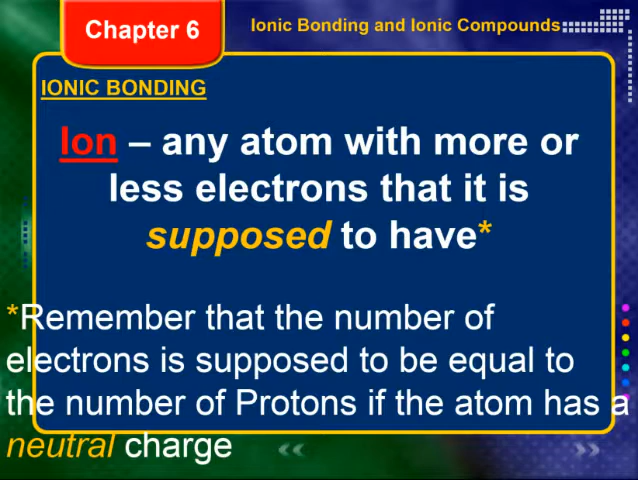 Chapter 6
Ionic Bonding and Ionic Compounds
IONIC BONDING
Ion – any atom with more or
less electrons that it is
supposed to have*
*Remember that the number of
electrons is supposed to be equal to
the number of Protons if the atom has a
neutral charge